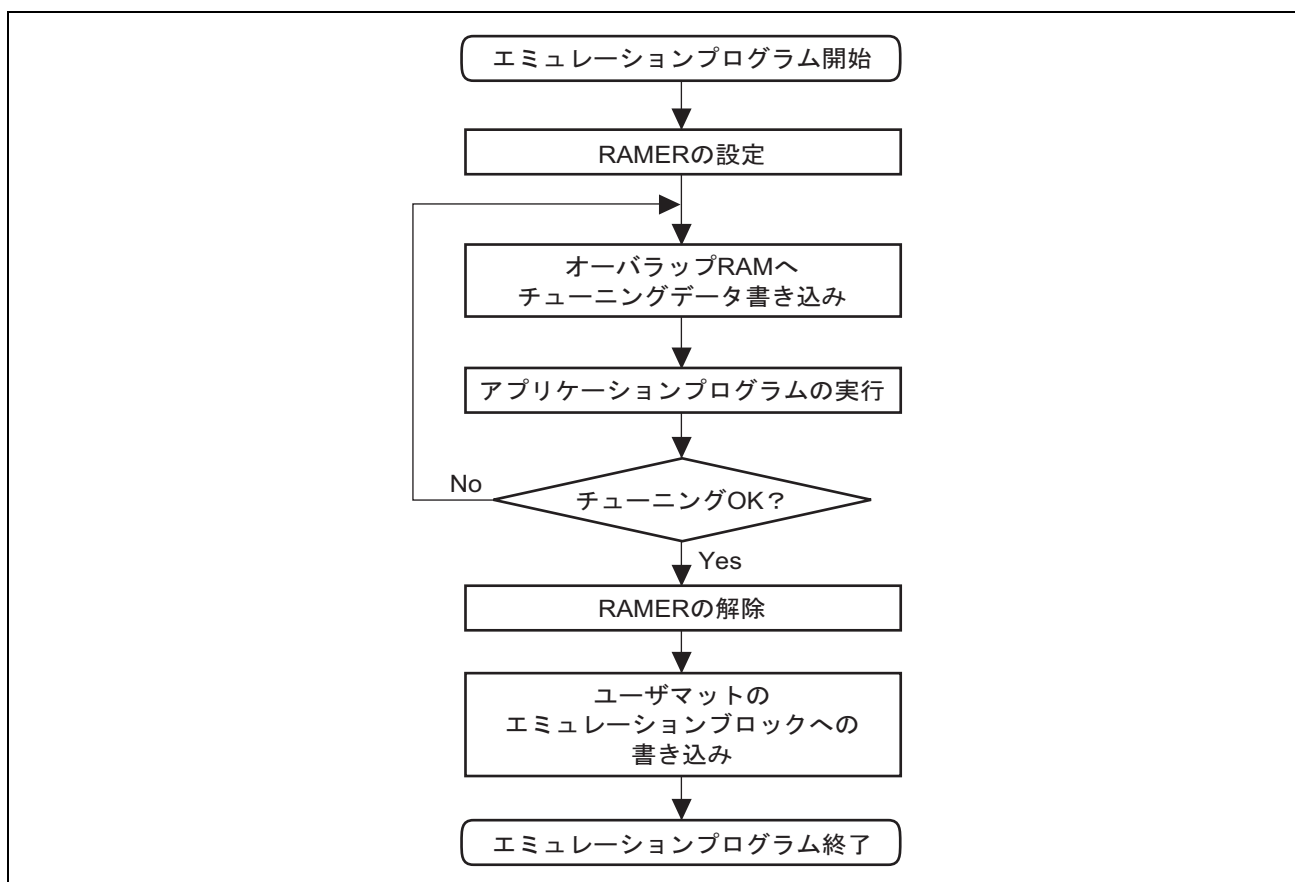 エミュレーションプログラム開始
RAMERの設定
オーバラップRAMへ
チューニングデータ書き込み
アプリケーションプログラムの実行
No
チューニングOK？
Yes
RAMERの解除
ユーザマットの
エミュレーションブロックへの
書き込み
エミュレーションプログラム終了